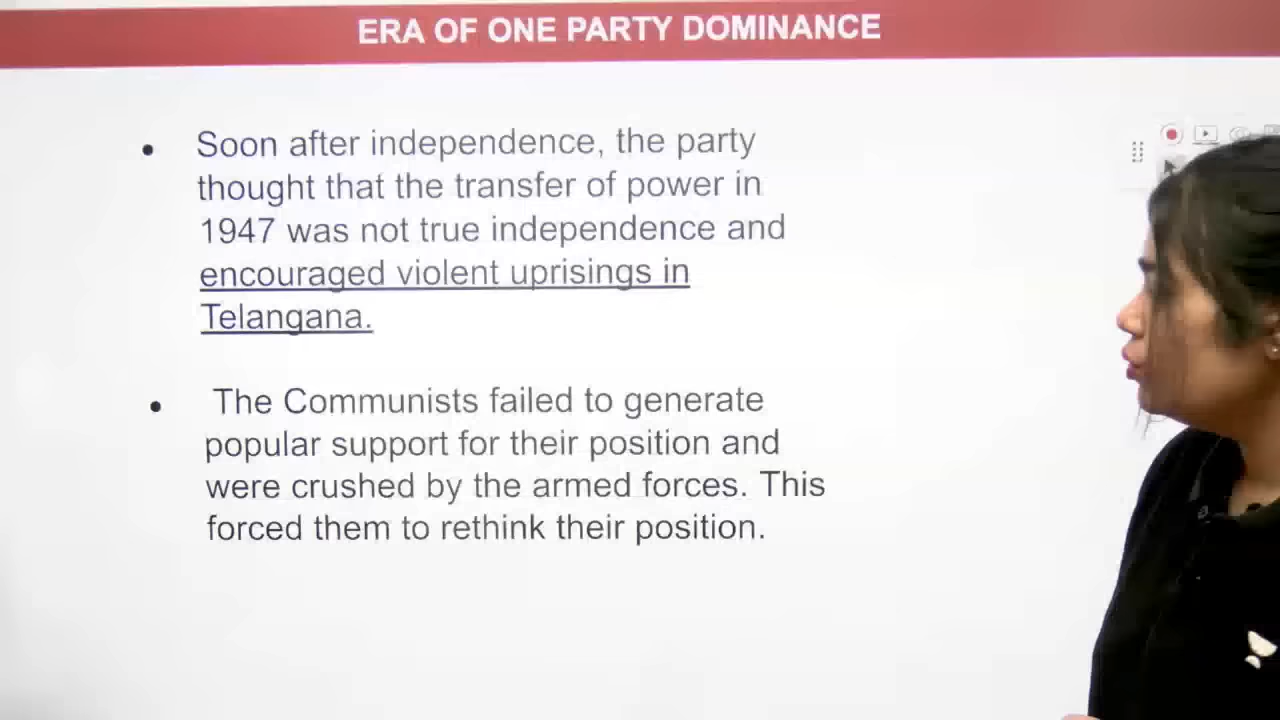 ERA OF ONE PARTY DOMINANCE
• Soon after independence, the party
thought that the transfer of power in
1947 was not true independence and
encouraged violent uprisings in
Telangana.
• The Communists failed to generate
popular support for their position and
were crushed by the armed forces. This
forced them to rethink their position.